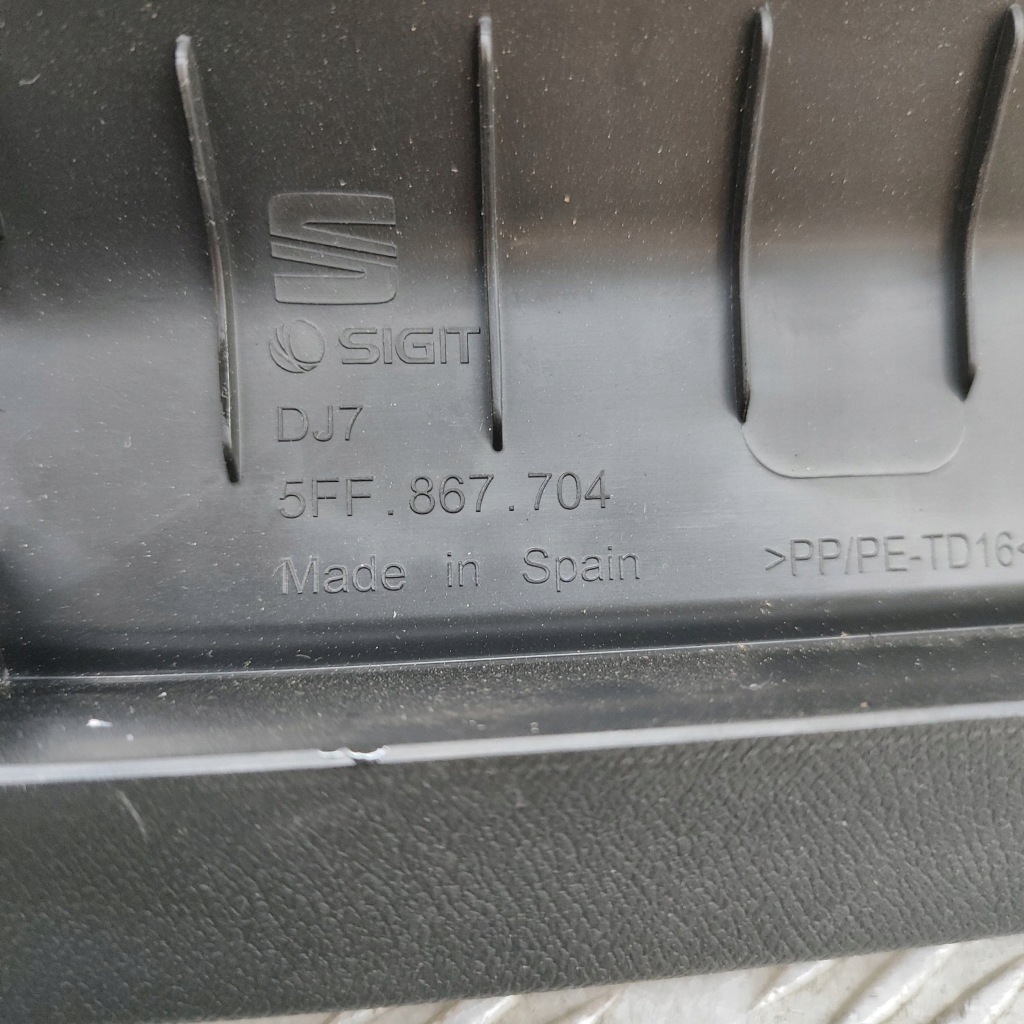 SIGIT
DJ7
5FF.867.704
Made in Spain
>PP/PE-TD16<